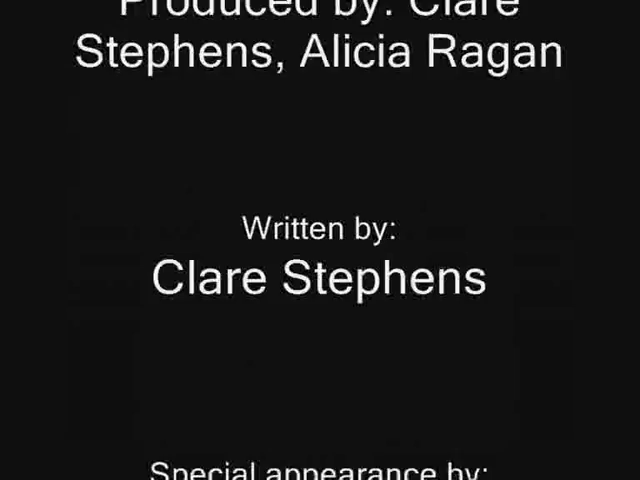 Produced by: Clare
Stephens, Alicia Ragan
Written by:
Clare Stephens
Special appearance by: